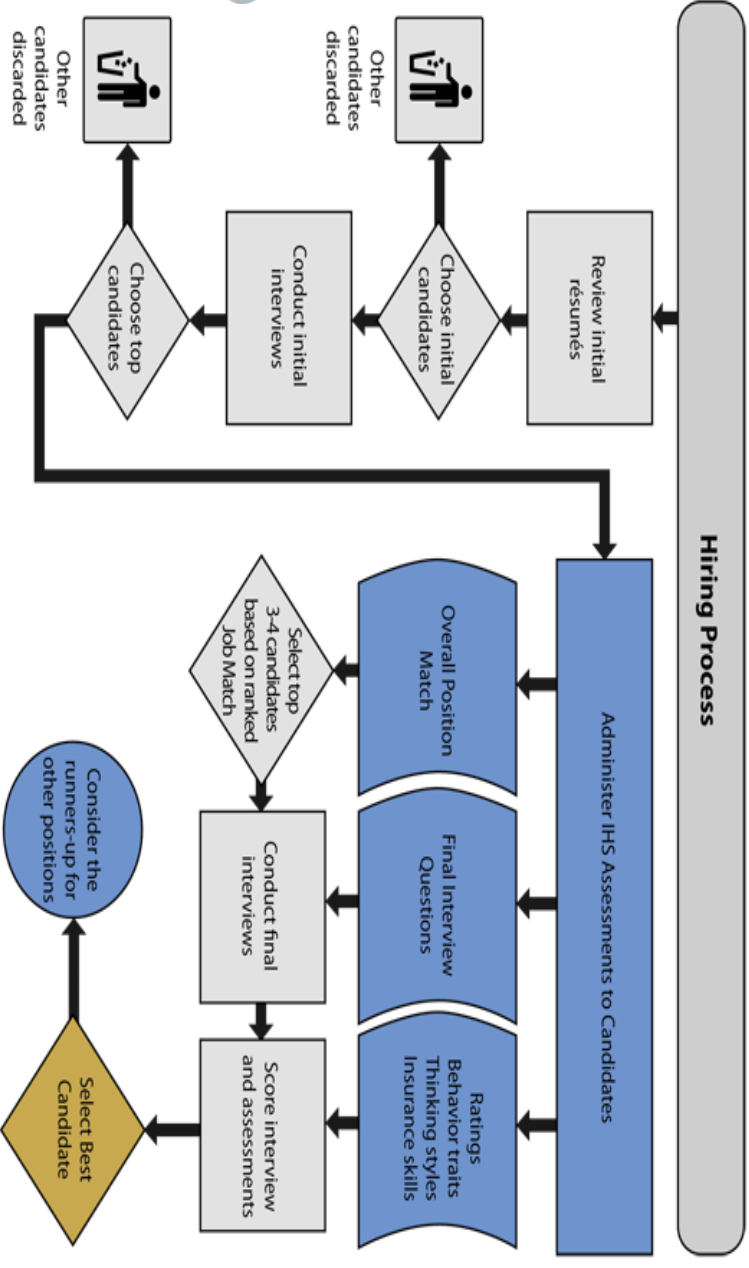 Hiring Process
Review initial
résumés
Choose initial
candidates
Other
candidates
discarded
Conduct initial
interviews
Choose top
candidates
Other
candidates
discarded
Administer IHS Assessments to Candidates
Overall Position
Match
Final Interview
Questions
Ratings
Behavior traits
Thinking styles
Insurance skills
Select top
3-4 candidates
based on ranked
Job Match
Conduct final
interviews
Score interview
and assessments
Select Best
Candidate
Consider the
runners-up for
other positions